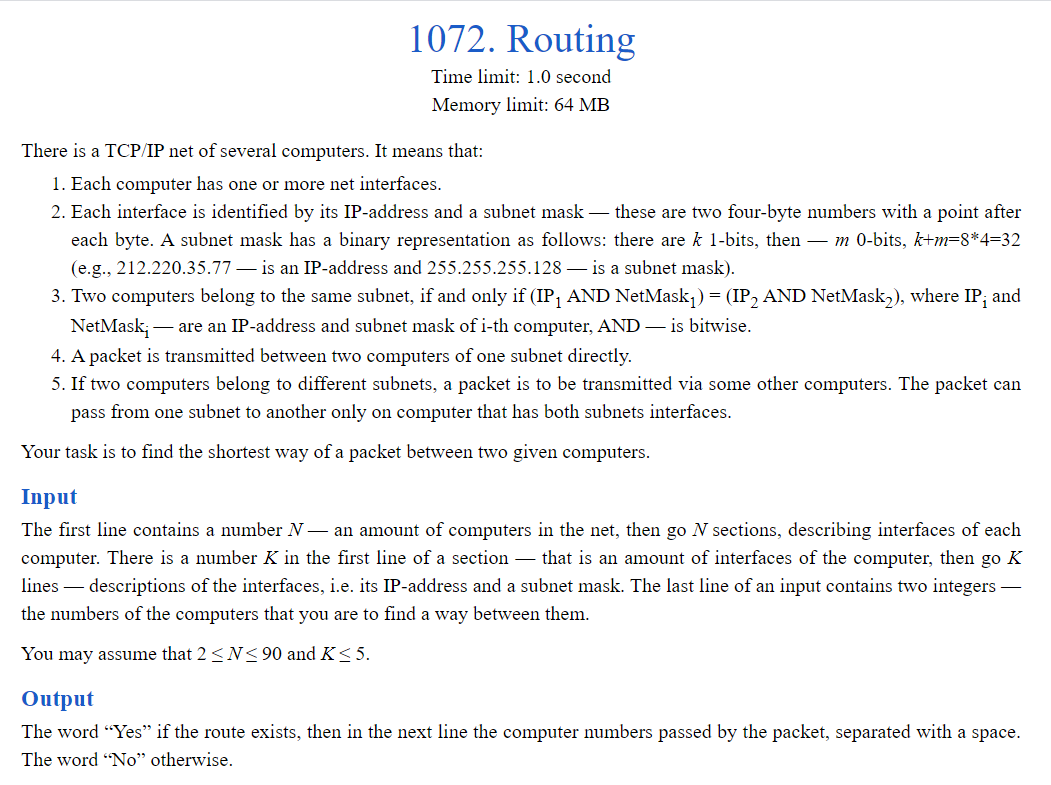 1072. Routing
Time limit: 1.0 second
Memory limit: 64 MB
There is a TCP/IP net of several computers. It means that:
1. Each computer has one or more net interfaces.
2. Each interface is identified by its IP-address and a subnet mask — these are two four-byte numbers with a point after
each byte. A subnet mask has a binary representation as follows: there are k 1-bits, then — m 0-bits, k+m=8*4=32
(e.g., 212.220.35.77 — is an IP-address and 255.255.255.128 — is a subnet mask).
3. Two computers belong to the same subnet, if and only if (IP1 AND NetMask1) = (IP2 AND NetMask2), where IPi and
NetMaski — are an IP-address and subnet mask of i-th computer, AND — is bitwise.
4. A packet is transmitted between two computers of one subnet directly.
5. If two computers belong to different subnets, a packet is to be transmitted via some other computers. The packet can
pass from one subnet to another only on computer that has both subnets interfaces.
Your task is to find the shortest way of a packet between two given computers.
Input
The first line contains a number N — an amount of computers in the net, then go N sections, describing interfaces of each
computer. There is a number K in the first line of a section — that is an amount of interfaces of the computer, then go K
lines — descriptions of the interfaces, i.e. its IP-address and a subnet mask. The last line of an input contains two integers —
the numbers of the computers that you are to find a way between them.
You may assume that 2 ≤ N ≤ 90 and K ≤ 5.
Output
The word “Yes” if the route exists, then in the next line the computer numbers passed by the packet, separated with a space.
The word “No” otherwise.